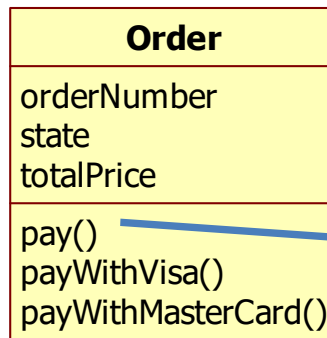 Order
orderNumber
state
totalPrice
pay()
payWithVisa()
payWithMasterCard()